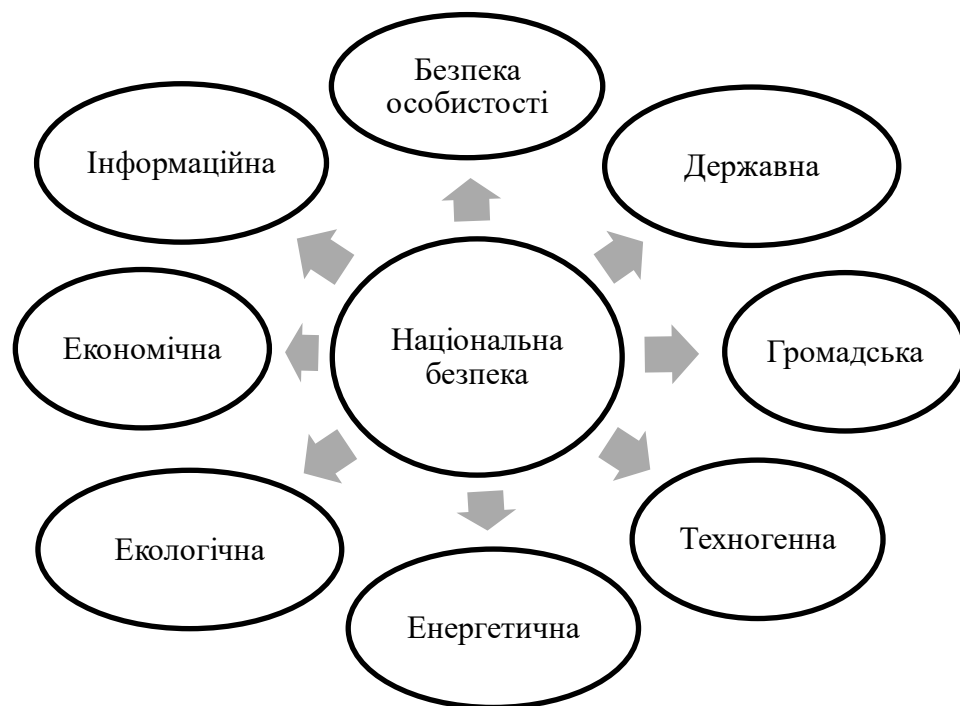 Безпека
особистості
Інформаційна
Державна
Економічна
Національна
безпека
Громадська
Екологічна
Техногенна
Енергетична